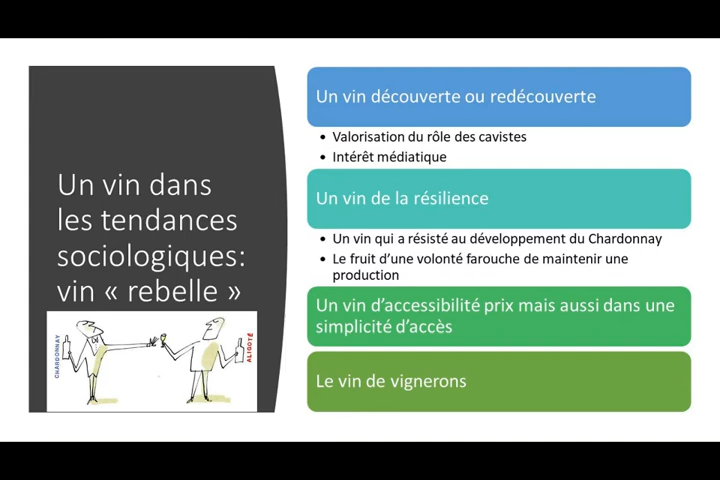 Un vin dans
les tendances
sociologiques:
vin « rebelle »
CHARDONNAY
ALIGOTÉ
Un vin découverte ou redécouverte
• Valorisation du rôle des cavistes
• Intérêt médiatique
Un vin de la résilience
• Un vin qui a résisté au développement du Chardonnay
• Le fruit d'une volonté farouche de maintenir une
production
Un vin d'accessibilité prix mais aussi dans une
simplicité d'accès
Le vin de vignerons